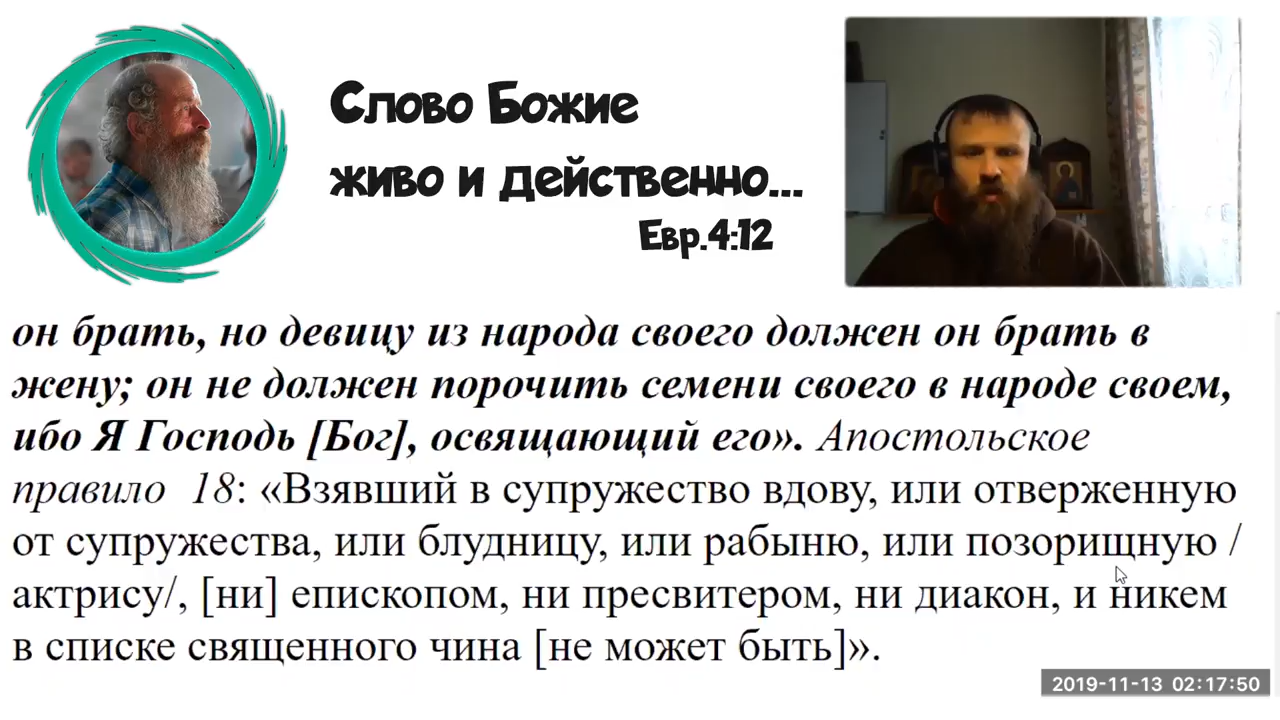 Слово Божие
живо и действенно...
Евр.4:12
он брать, но девицу из народа своего должен он брать в
жену; он не должен порочить семени своего в народе своем,
ибо Я Господь [Бог], освящающий его». Апостольское
правило 18: «Взявший в супружество вдову, или отверженную
от супружества, или блудницу, или рабыню, или позорищную /
актрису/, [ни] епископом, ни пресвитером, ни диакон, и никем
в списке священного чина [не может быть]».
2019-11-13 02:17:50